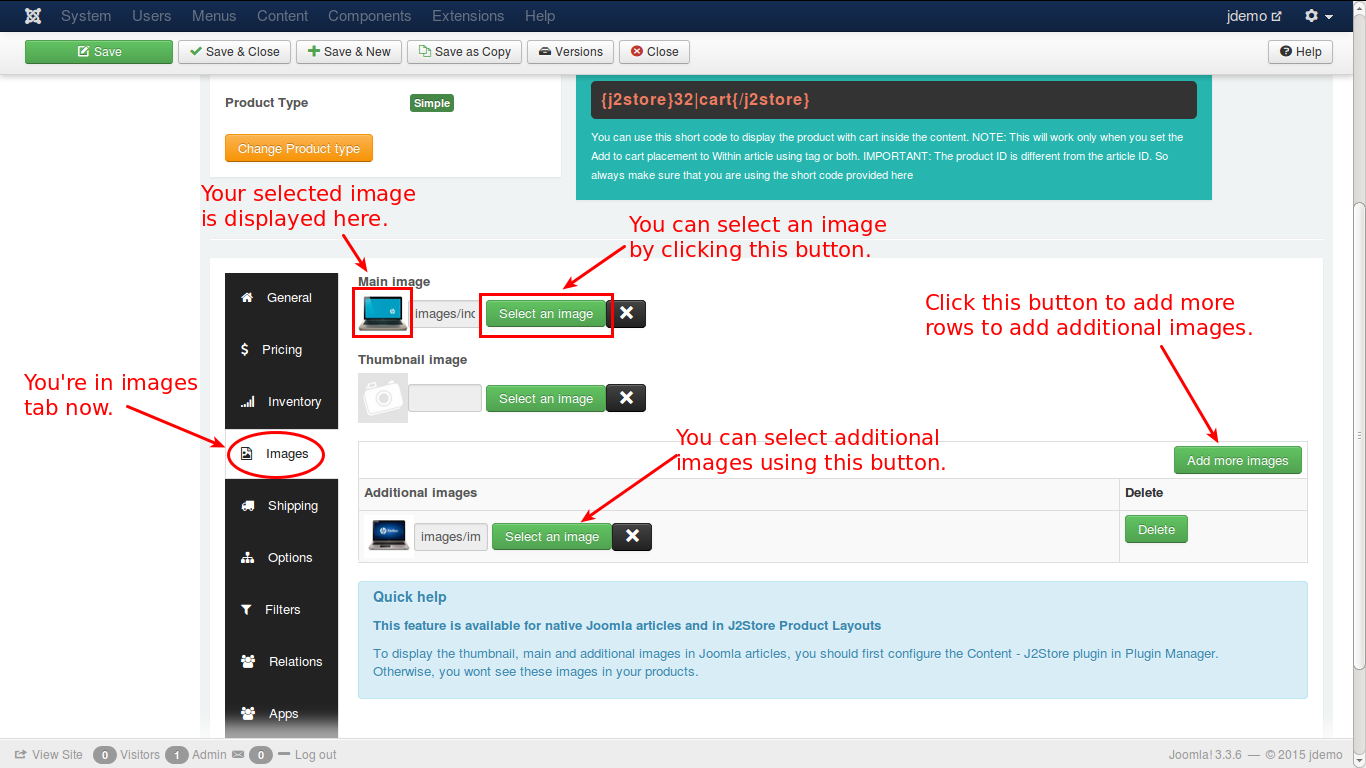 System Users Menus Content Components Extensions Help jdemo
Save Save & Close Save & New Save as Copy Versions Close Help
Product Type Simple
Change Product type
{j2store}32|cart{/j2store}
You can use this short code to display the product with cart inside the content. NOTE: This will work only when you set the
Add to cart placement to Within article using tag or both. IMPORTANT: The product ID is different from the article ID. So
always make sure that you are using the short code provided here
Your selected image
is displayed here.
You can select an image
by clicking this button.
Click this button to add more
rows to add additional images.
You're in images
tab now.
General
Pricing
Inventory
Images
Shipping
Options
Filters
Relations
Apps
Main image
images/inc Select an image
Thumbnail image
Select an image
You can select additional
images using this button.
Add more images
Additional images Delete
images/im Select an image Delete
Quick help
This feature is available for native Joomla articles and in J2Store Product Layouts
To display the thumbnail, main and additional images in Joomla articles, you should first configure the Content - J2Store plugin in Plugin Manager.
Otherwise, you wont see these images in your products.
View Site 0 Visitors 1 Admin 0 Log out Joomla! 3.3.6 — © 2015 jdemo